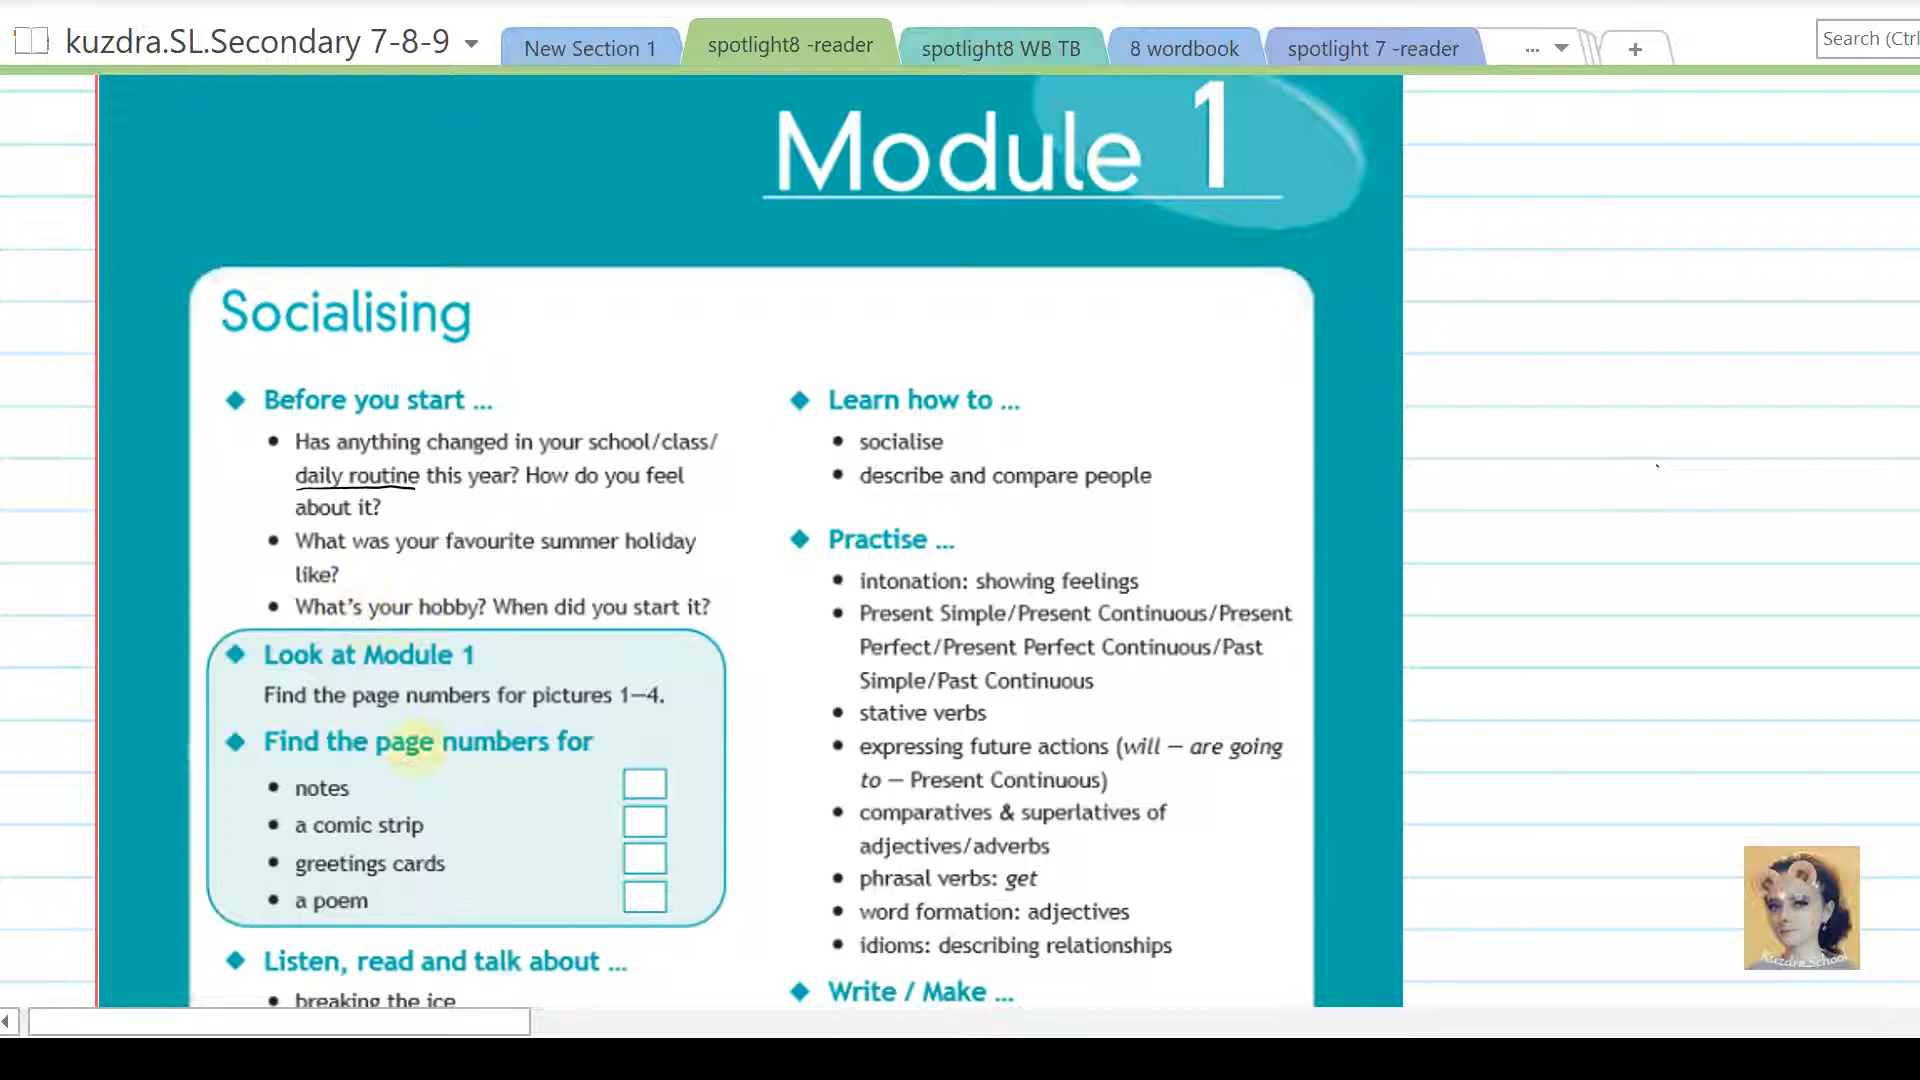 kuzdra.SL.Secondary 7-8-9
New Section 1
spotlight8 -reader
spotlight8 WB TB
8 wordbook
spotlight 7 -reader
...
+
Search (Ctrl
Module 1
Socialising
Before you start ...
Has anything changed in your school/class/
daily routine this year? How do you feel
about it?
What was your favourite summer holiday
like?
What's your hobby? When did you start it?
Look at Module 1
Find the page numbers for pictures 1–4.
Find the page numbers for
notes
a comic strip
greetings cards
a poem
Listen, read and talk about ...
breaking the ice
Learn how to ...
socialise
describe and compare people
Practise ...
intonation: showing feelings
Present Simple/Present Continuous/Present
Perfect/Present Perfect Continuous/Past
Simple/Past Continuous
stative verbs
expressing future actions (will – are going
to – Present Continuous)
comparatives & superlatives of
adjectives/adverbs
phrasal verbs: get
word formation: adjectives
idioms: describing relationships
Write / Make ...
Kuzdra.School